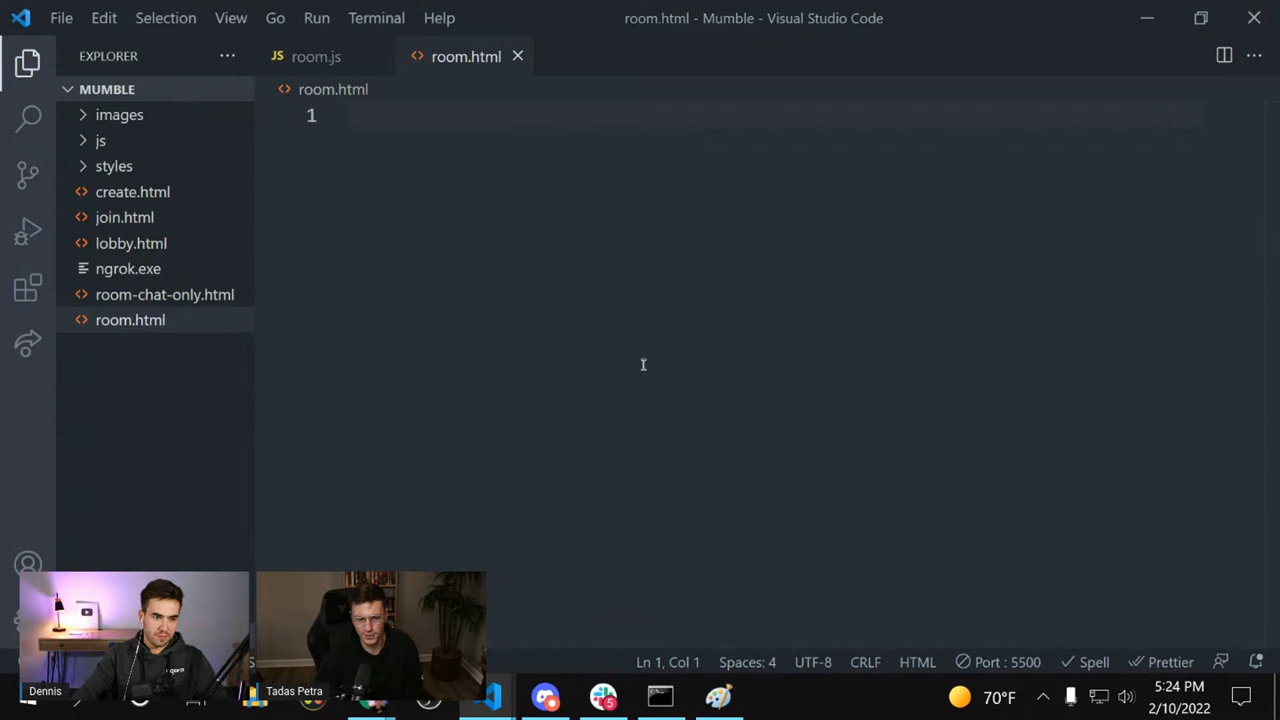 File Edit Selection View Go Run Terminal Help
room.html - Mumble - Visual Studio Code
EXPLORER
JS room.js
room.html
MUMBLE
room.html
images
1
js
styles
create.html
join.html
lobby.html
ngrok.exe
room-chat-only.html
room.html
Dennis
Tadas Petra
Ln 1, Col 1
Spaces: 4
UTF-8
CRLF
HTML
Port : 5500
Spell
Prettier
5
70°F
5:24 PM
2/10/2022